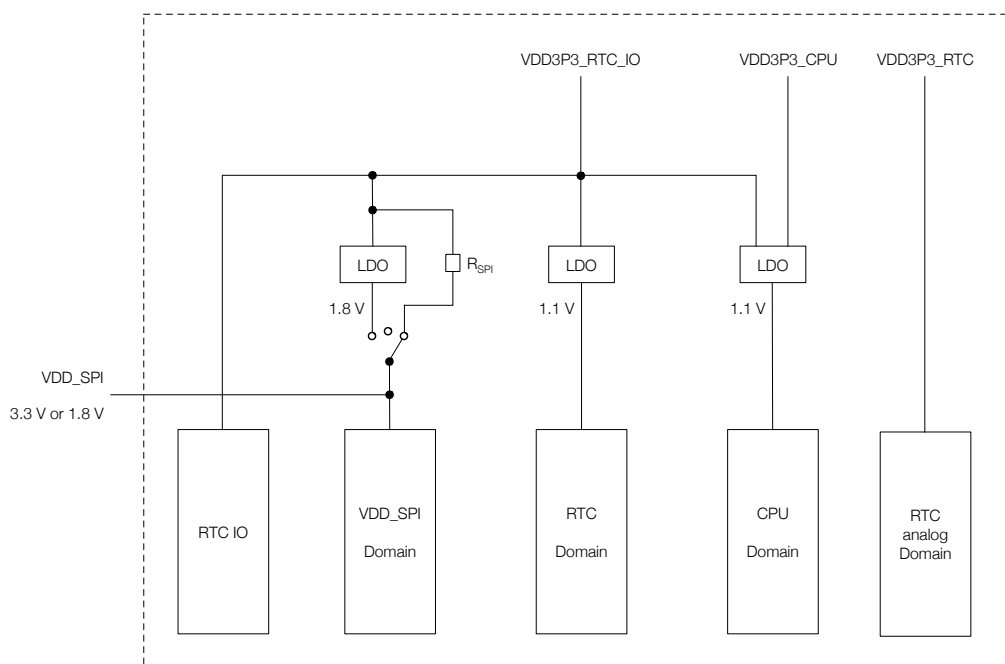 VDD3P3_RTC_IO
VDD3P3_CPU
VDD3P3_RTC
LDO
R_SPI
LDO
LDO
1.8 V
1.1 V
1.1 V
VDD_SPI
3.3 V or 1.8 V
RTC IO
VDD_SPI
Domain
RTC
Domain
CPU
Domain
RTC
analog
Domain